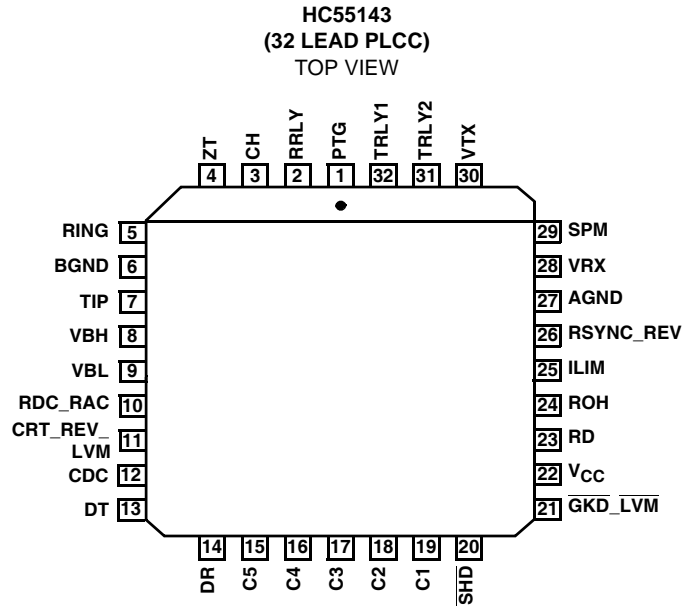 HC55143
(32 LEAD PLCC)
TOP VIEW
ZT
CH
RRLY
PTG
TRLY1
TRLY2
VTX
4
3
2
1
32
31
30
RING 5
BGND 6
TIP 7
VBH 8
VBL 9
RDC_RAC 10
CRT_REV_
LVM 11
CDC 12
DT 13
29 SPM
28 VRX
27 AGND
26 RSYNC_REV
25 ILIM
24 ROH
23 RD
22 VCC
21 GKD_LVM
14
15
16
17
18
19
20
DR
C5
C4
C3
C2
C1
SHD